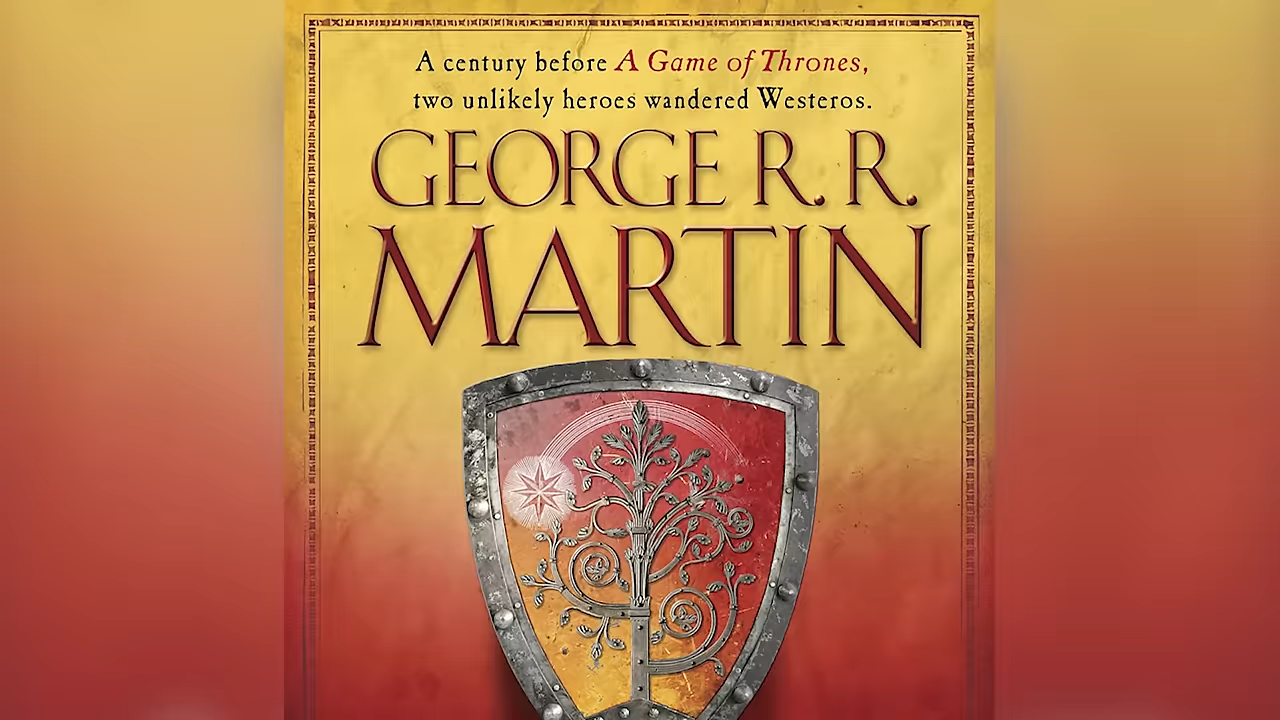 A century before A Game of Thrones,
two unlikely heroes wandered Westeros.
GEORGE R. R.
MARTIN